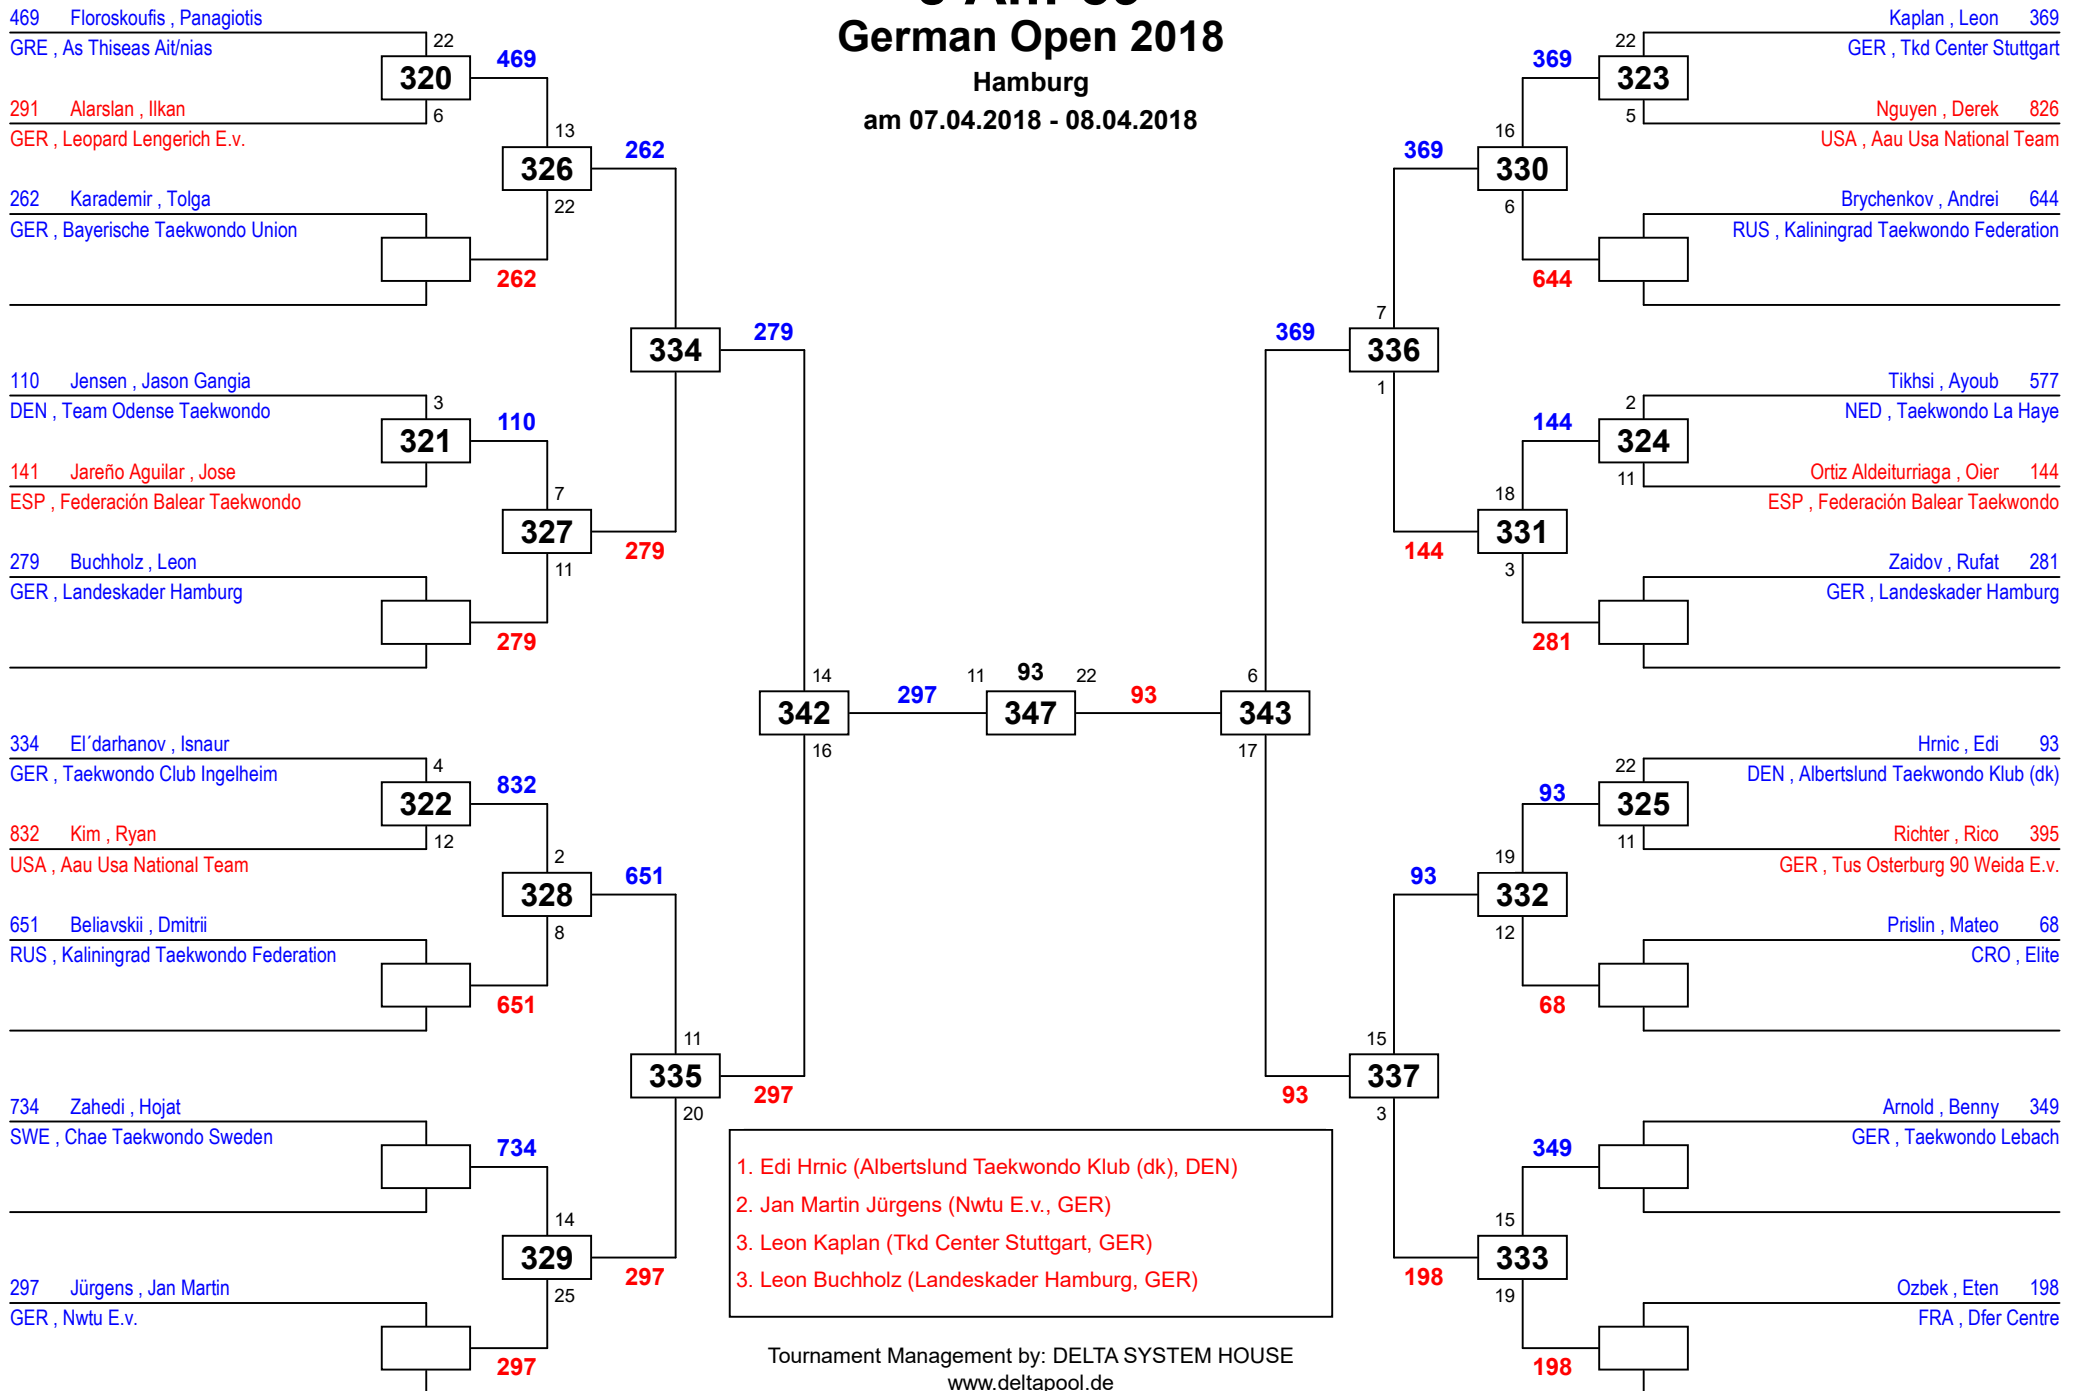 German Open 2018
Hamburg
am 07.04.2018 - 08.04.2018
469 Floroskoufis , Panagiotis
GRE , As Thiseas Ait/nias
22
320
469
6
291 Alarslan , Ilkan
GER , Leopard Lengerich E.v.
13
326
262
22
262 Karademir , Tolga
GER , Bayerische Taekwondo Union
262
334
279
110 Jensen , Jason Gangia
DEN , Team Odense Taekwondo
3
321
110
141 Jareño Aguilar , Jose
ESP , Federación Balear Taekwondo
7
327
279
11
279 Buchholz , Leon
GER , Landeskader Hamburg
279
14
342
297
16
334 El´darhanov , Isnaur
GER , Taekwondo Club Ingelheim
4
322
832
12
832 Kim , Ryan
USA , Aau Usa National Team
2
328
651
8
651 Beliavskii , Dmitrii
RUS , Kaliningrad Taekwondo Federation
651
11
335
297
20
734 Zahedi , Hojat
SWE , Chae Taekwondo Sweden
734
14
329
297
25
297 Jürgens , Jan Martin
GER , Nwtu E.v.
297
11 93 22
347
93
Kaplan , Leon 369
GER , Tkd Center Stuttgart
22
323
369
5
Nguyen , Derek 826
USA , Aau Usa National Team
16
330
369
6
Brychenkov , Andrei 644
RUS , Kaliningrad Taekwondo Federation
644
7
336
369
1
Tikhsi , Ayoub 577
NED , Taekwondo La Haye
2
324
144
11
Ortiz Aldeiturriaga , Oier 144
ESP , Federación Balear Taekwondo
18
331
144
3
Zaidov , Rufat 281
GER , Landeskader Hamburg
281
6
343
17
Hrnic , Edi 93
DEN , Albertslund Taekwondo Klub (dk)
22
325
93
11
Richter , Rico 395
GER , Tus Osterburg 90 Weida E.v.
19
332
93
12
Prislin , Mateo 68
CRO , Elite
68
15
337
93
3
Arnold , Benny 349
GER , Taekwondo Lebach
349
15
333
198
19
Ozbek , Eten 198
FRA , Dfer Centre
198
1. Edi Hrnic (Albertslund Taekwondo Klub (dk), DEN)
2. Jan Martin Jürgens (Nwtu E.v., GER)
3. Leon Kaplan (Tkd Center Stuttgart, GER)
3. Leon Buchholz (Landeskader Hamburg, GER)
Tournament Management by: DELTA SYSTEM HOUSE
www.deltapool.de